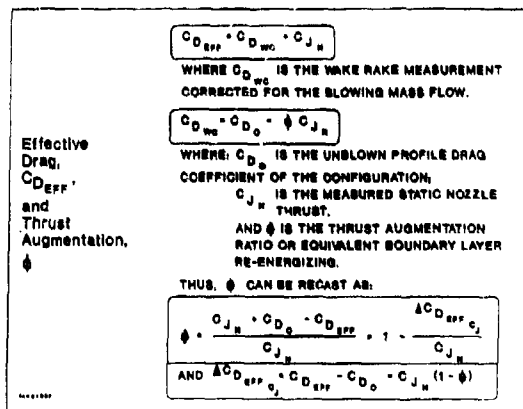 C_D_EFF = C_D_WC + C_J_N
WHERE C_D_WC IS THE WAKE RAKE MEASUREMENT
CORRECTED FOR THE BLOWING MASS FLOW.
C_D_WC = C_D_O - ϕ C_J_N
WHERE: C_D_O IS THE UNBLOWN PROFILE DRAG
COEFFICIENT OF THE CONFIGURATION;
C_J_N IS THE MEASURED STATIC NOZZLE
THRUST,
AND ϕ IS THE THRUST AUGMENTATION
RATIO OR EQUIVALENT BOUNDARY LAYER
RE-ENERGIZING.
THUS, ϕ CAN BE RECAST AS:
ϕ = (C_J_N + C_D_O - C_D_EFF) / C_J_N = 1 - ΔC_D_EFF_C_J / C_J_N
AND ΔC_D_EFF_C_J = C_D_EFF - C_D_O = C_J_N (1-ϕ)
Effective
Drag,
C_D_EFF,
and
Thrust
Augmentation,
ϕ